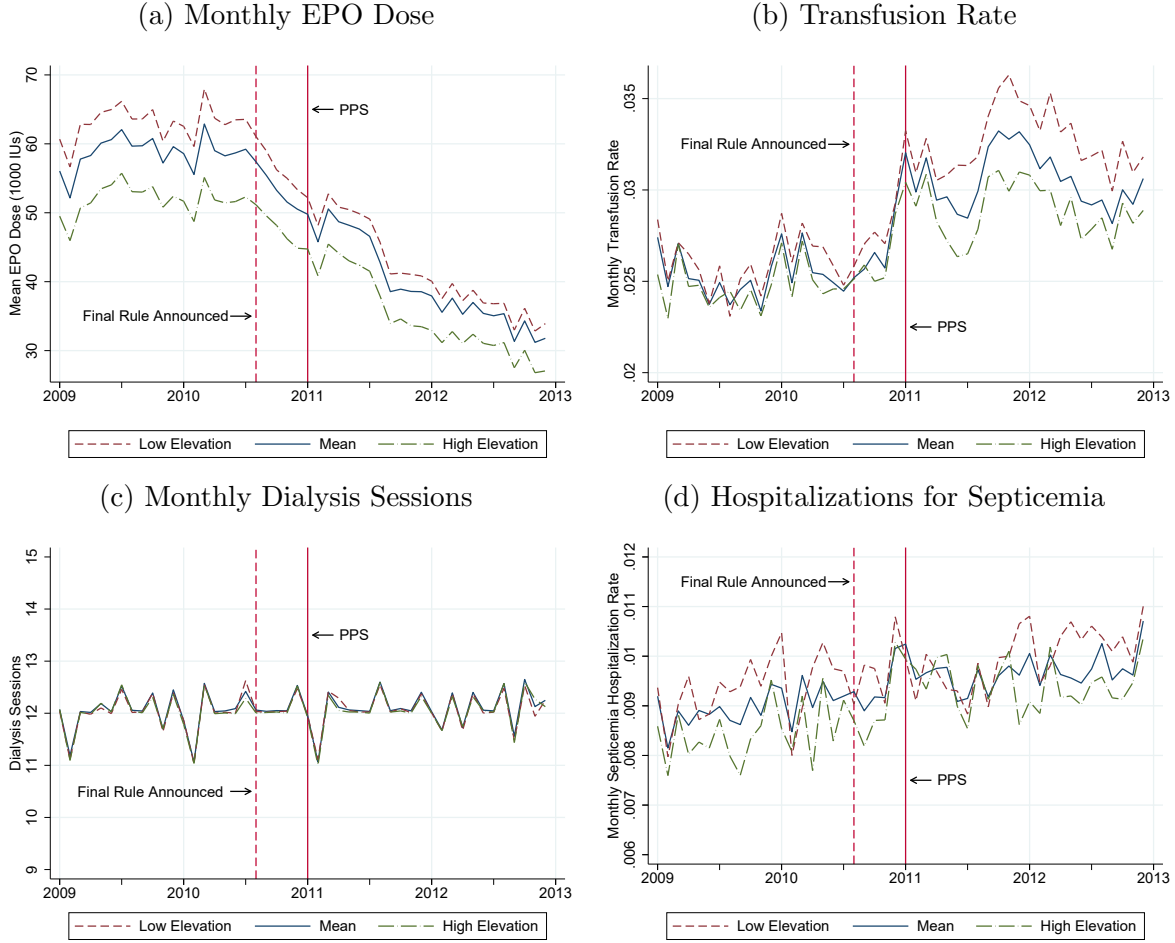 (a) Monthly EPO Dose
Mean EPO Dose (1000 IUs)
70
60
50
40
30
PPS
Final Rule Announced
2009 2010 2011 2012 2013
Low Elevation Mean High Elevation
(b) Transfusion Rate
Monthly Transfusion Rate
.035
.03
.025
.02
Final Rule Announced
PPS
2009 2010 2011 2012 2013
Low Elevation Mean High Elevation
(c) Monthly Dialysis Sessions
Dialysis Sessions
15
14
13
12
11
10
9
PPS
Final Rule Announced
2009 2010 2011 2012 2013
Low Elevation Mean High Elevation
(d) Hospitalizations for Septicemia
Monthly Septicemia Hospitalization Rate
.012
.011
.01
.009
.008
.007
.006
Final Rule Announced
PPS
2009 2010 2011 2012 2013
Low Elevation Mean High Elevation